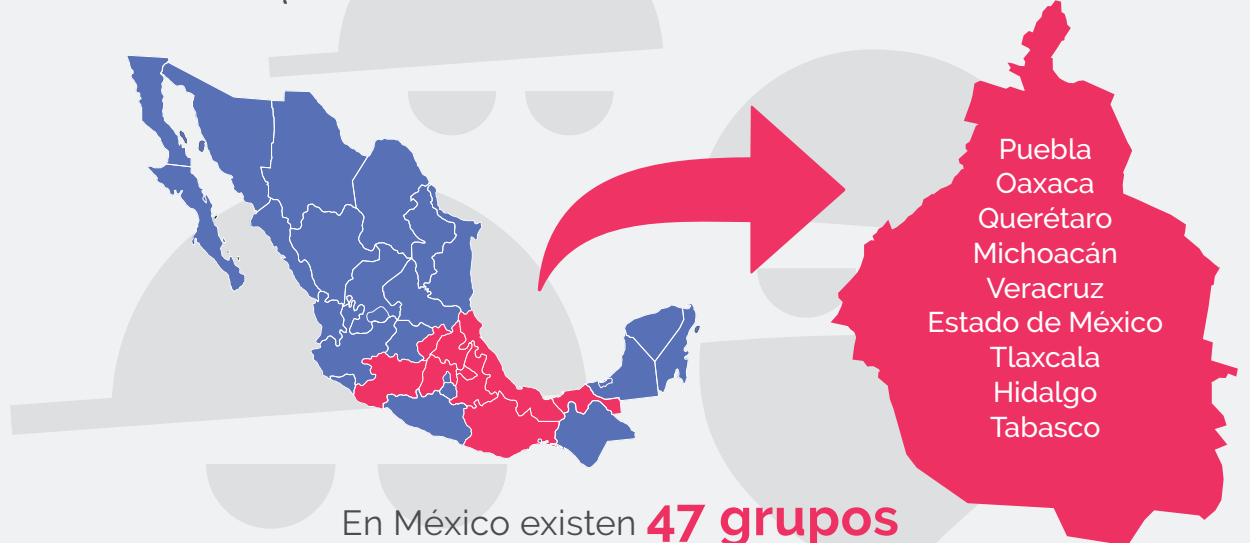 Puebla
Oaxaca
Querétaro
Michoacán
Veracruz
Estado de México
Tlaxcala
Hidalgo
Tabasco
En México existen 47 grupos